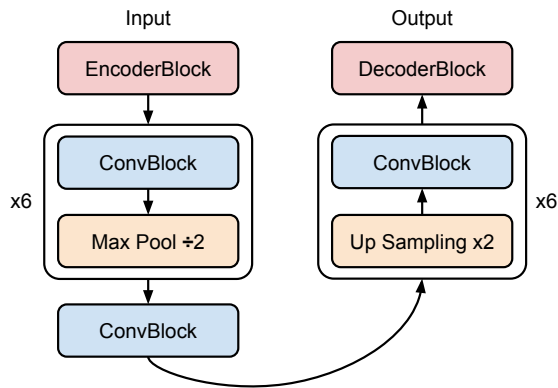 Input
EncoderBlock
x6
ConvBlock
Max Pool ÷2
ConvBlock
Output
DecoderBlock
ConvBlock
x6
Up Sampling x2